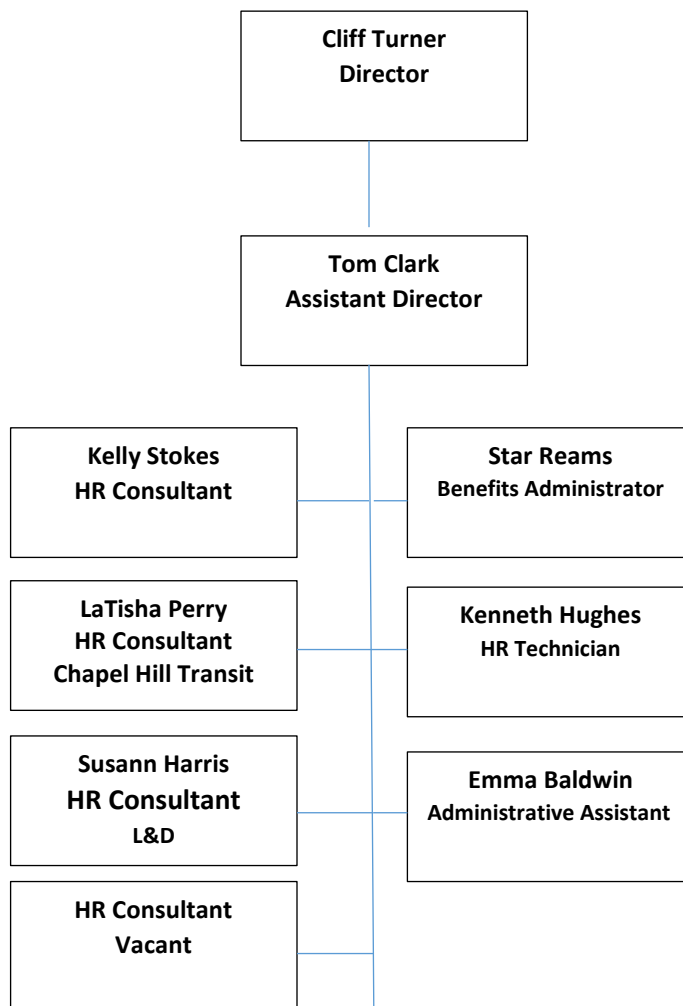 Cliff Turner
Director
Tom Clark
Assistant Director
Kelly Stokes
HR Consultant
Star Reams
Benefits Administrator
LaTisha Perry
HR Consultant
Chapel Hill Transit
Kenneth Hughes
HR Technician
Susann Harris
HR Consultant
L&D
Emma Baldwin
Administrative Assistant
HR Consultant
Vacant